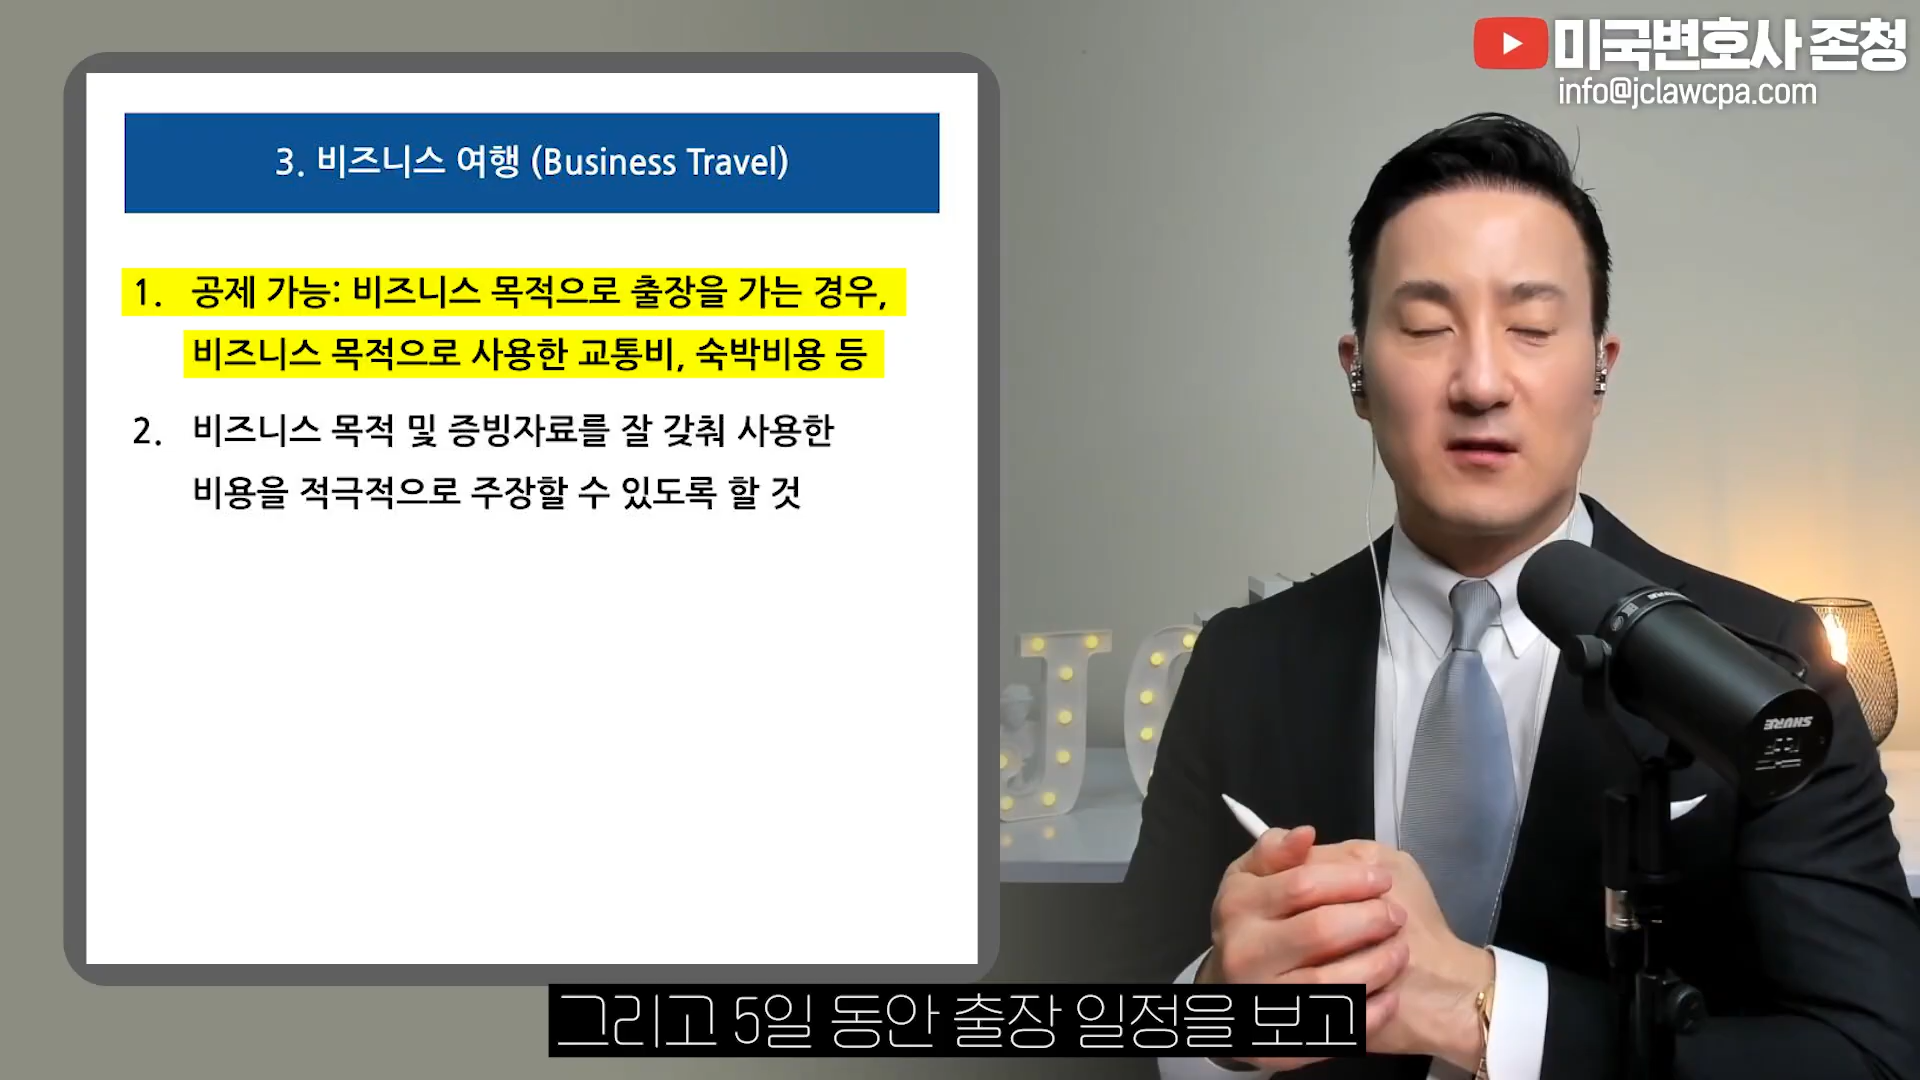 미국변호사 존청
info@jclawcpa.com
3. 비즈니스 여행 (Business Travel)
1. 공제 가능: 비즈니스 목적으로 출장을 가는 경우,
비즈니스 목적으로 사용한 교통비, 숙박비용 등
2. 비즈니스 목적 및 증빙자료를 잘 갖춰 사용한
비용을 적극적으로 주장할 수 있도록 할 것
JC
SHURE
그리고 5일 동안 출장 일정을 보고